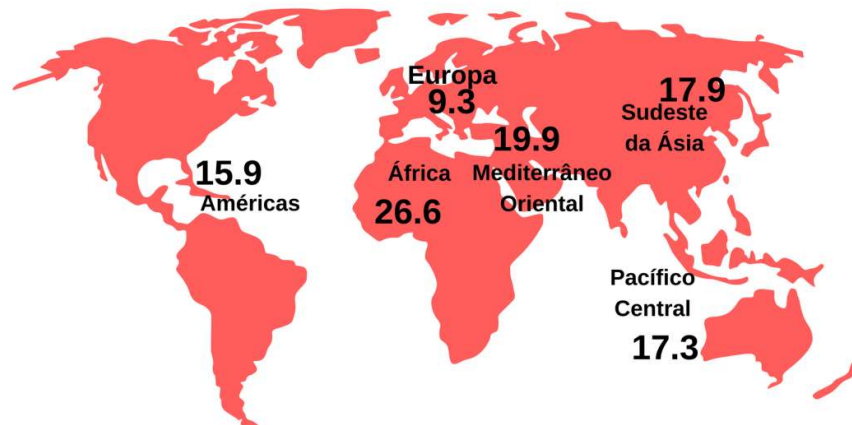 Europa
9.3
17.9
Sudeste
da Ásia
19.9
Mediterrâneo
Oriental
15.9
Américas
África
26.6
Pacífico
Central
17.3